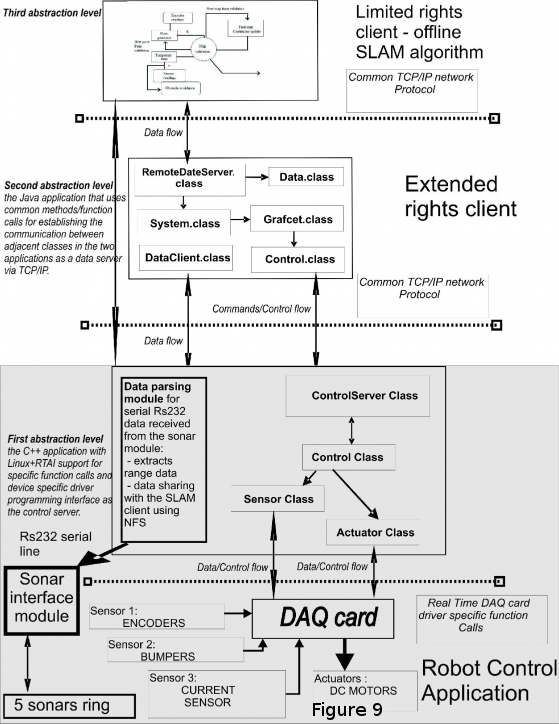 Third abstraction level
Limited rights
client - offline
SLAM algorithm
Common TCP/IP network
Protocol
Data flow
Second abstraction level
the Java application that uses
common methods/function
calls for establishing the
communication between
adjacent classes in the two
applications as a data server
via TCP/IP.
RemoteDateServer.
class
Data.class
System.class
Grafcet.class
DataClient.class
Control.class
Extended
rights client
Common TCP/IP network
Protocol
Commands/Control flow
Data flow
Data parsing
module for
serial Rs232
data received
from the sonar
module:
- extracts
range data
- data sharing
with the SLAM
client using
NFS
ControlServer Class
Control Class
Sensor Class
Actuator Class
First abstraction level
the C++ application with
Linux+RTAI support for
specific function calls and
device specific driver
programming interface as
the control server.
Rs232 serial
line
Data/Control flow
Data/Control flow
Sonar
interface
module
5 sonars ring
Sensor 1:
ENCODERS
Sensor 2:
BUMPERS
Sensor 3:
CURRENT
SENSOR
DAQ card
Actuators :
DC MOTORS
Real Time DAQ card
driver specific function
Calls
Robot Control
Application
Figure 9